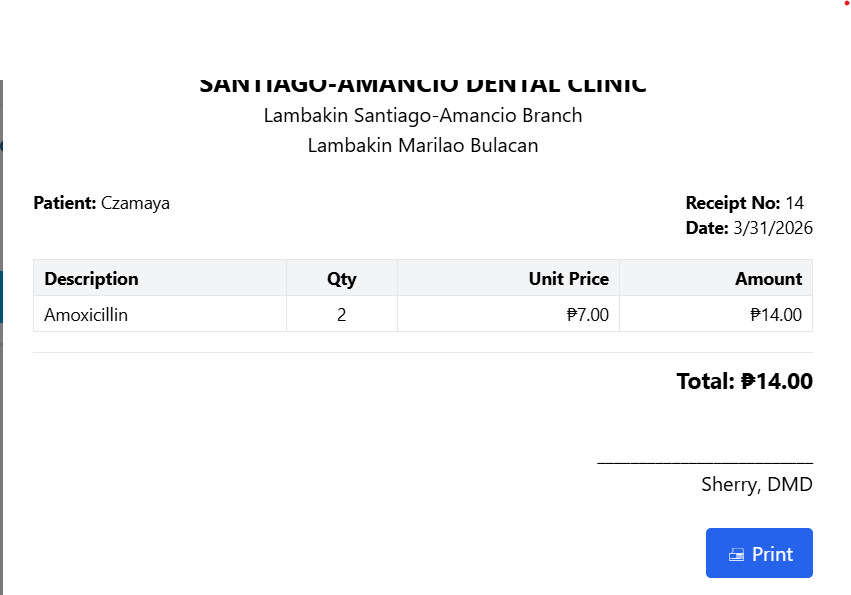 SANTIAGO-AMANCIO DENTAL CLINIC
Lambakin Santiago-Amancio Branch
Lambakin Marilao Bulacan
Patient: Czamaya
Receipt No: 14
Date: 3/31/2026
Description Qty Unit Price Amount
Amoxicillin 2 ₱7.00 ₱14.00
Total: ₱14.00
Sherry, DMD
Print